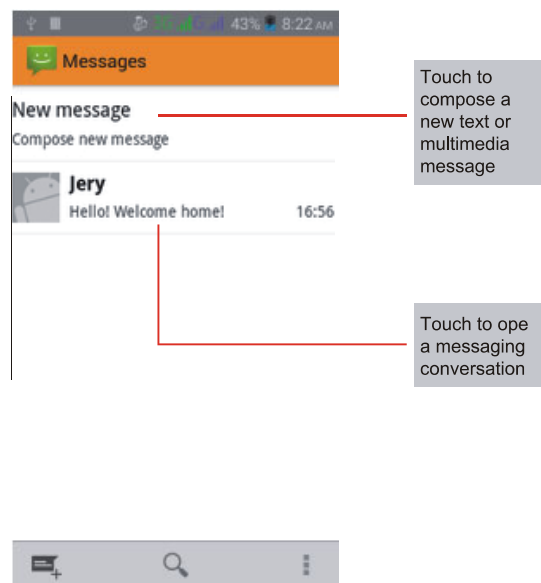 3G G 43% 8:22 AM
Messages
New message
Compose new message
Jery
Hello! Welcome home! 16:56
Touch to
compose a
new text or
multimedia
message
Touch to ope
a messaging
conversation